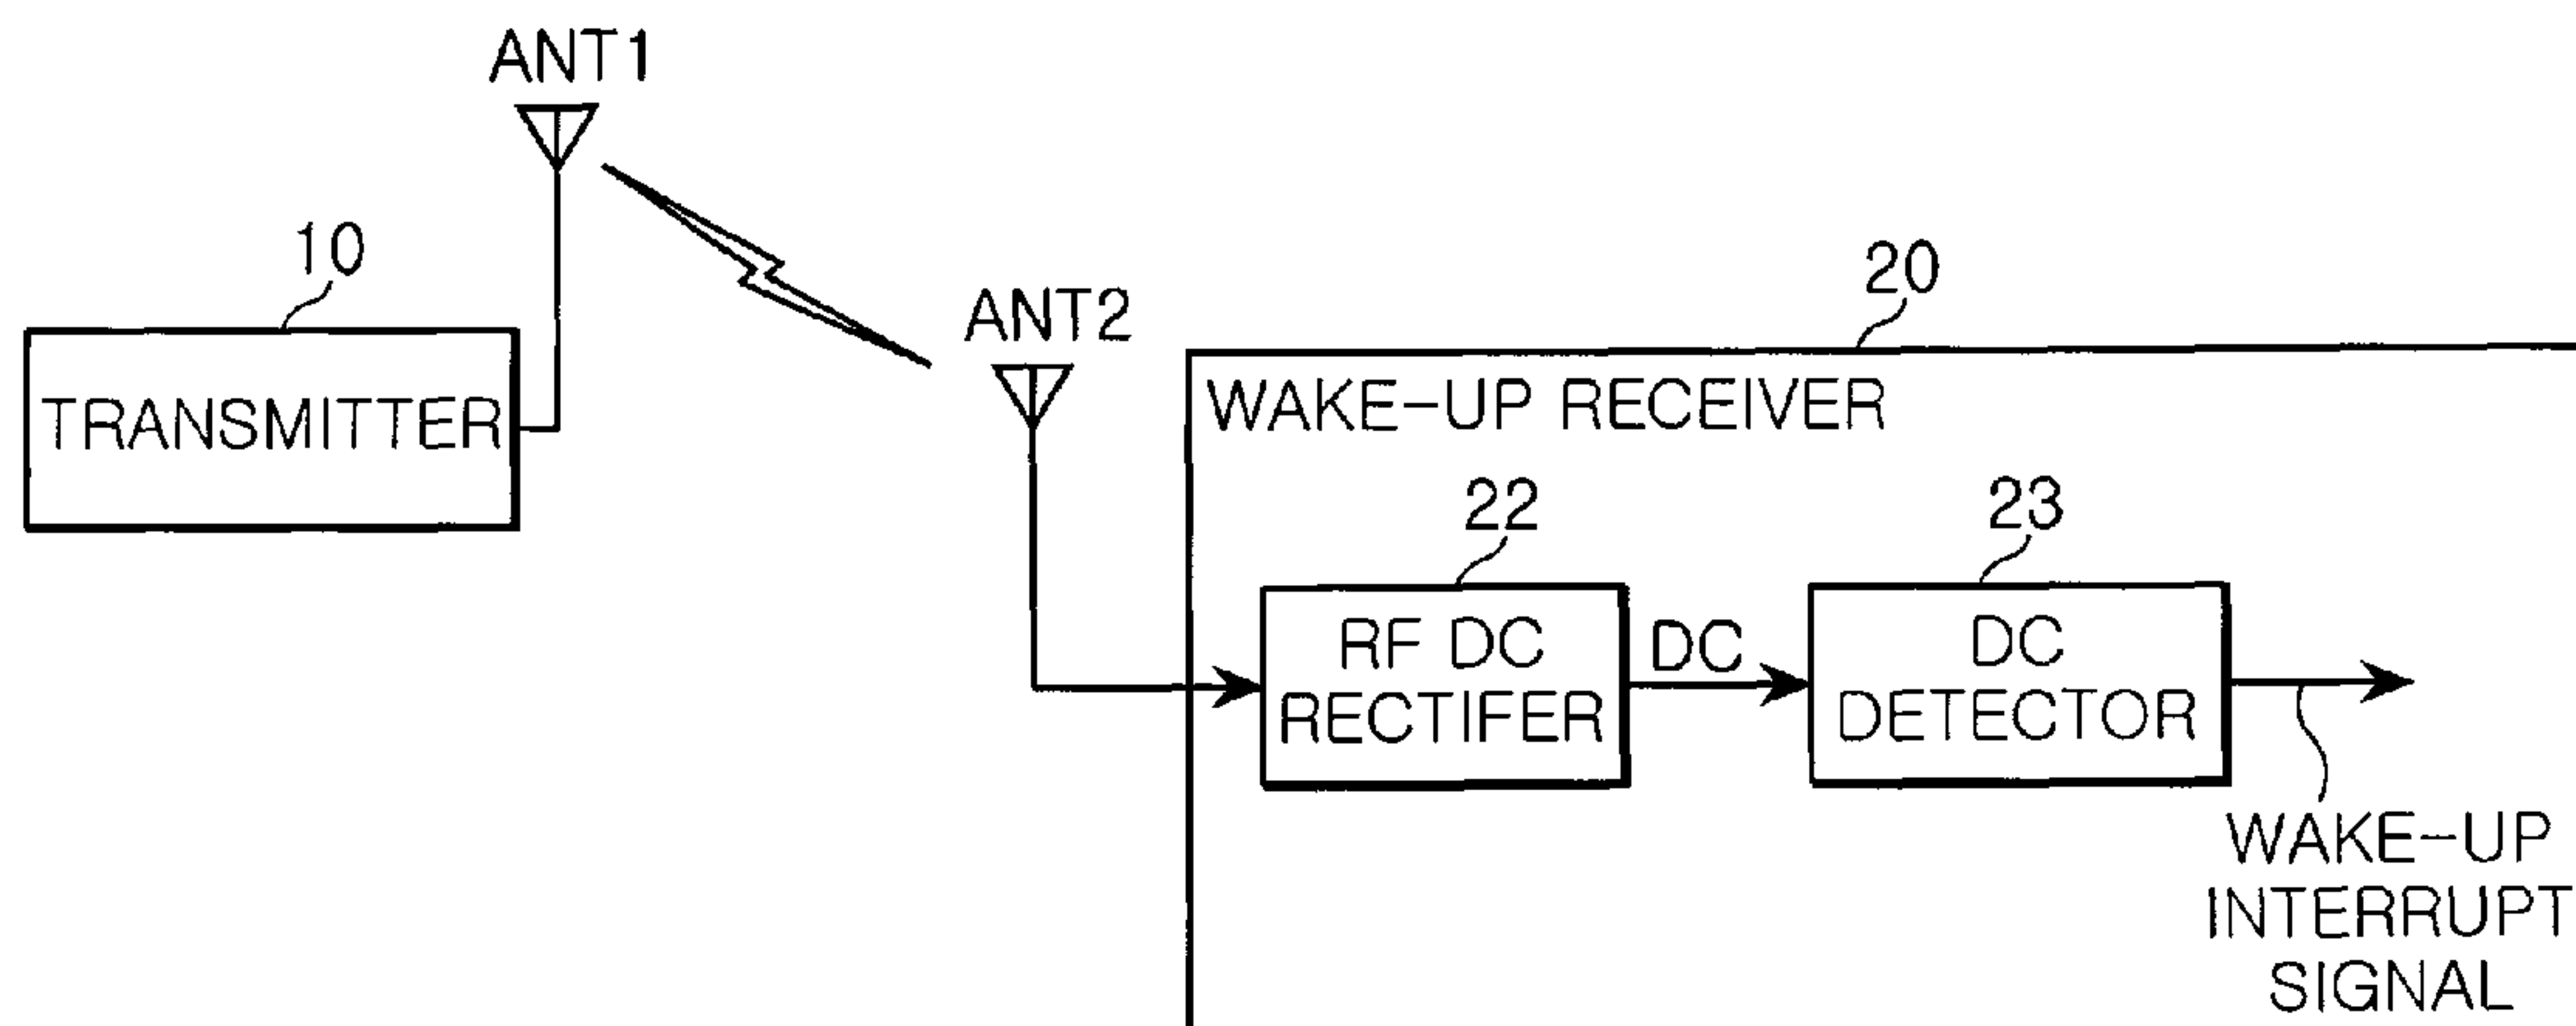 ANT1
10
TRANSMITTER
ANT2
20
WAKE-UP RECEIVER
22
RF DC
RECTIFER
DC
23
DC
DETECTOR
WAKE-UP
INTERRUPT
SIGNAL